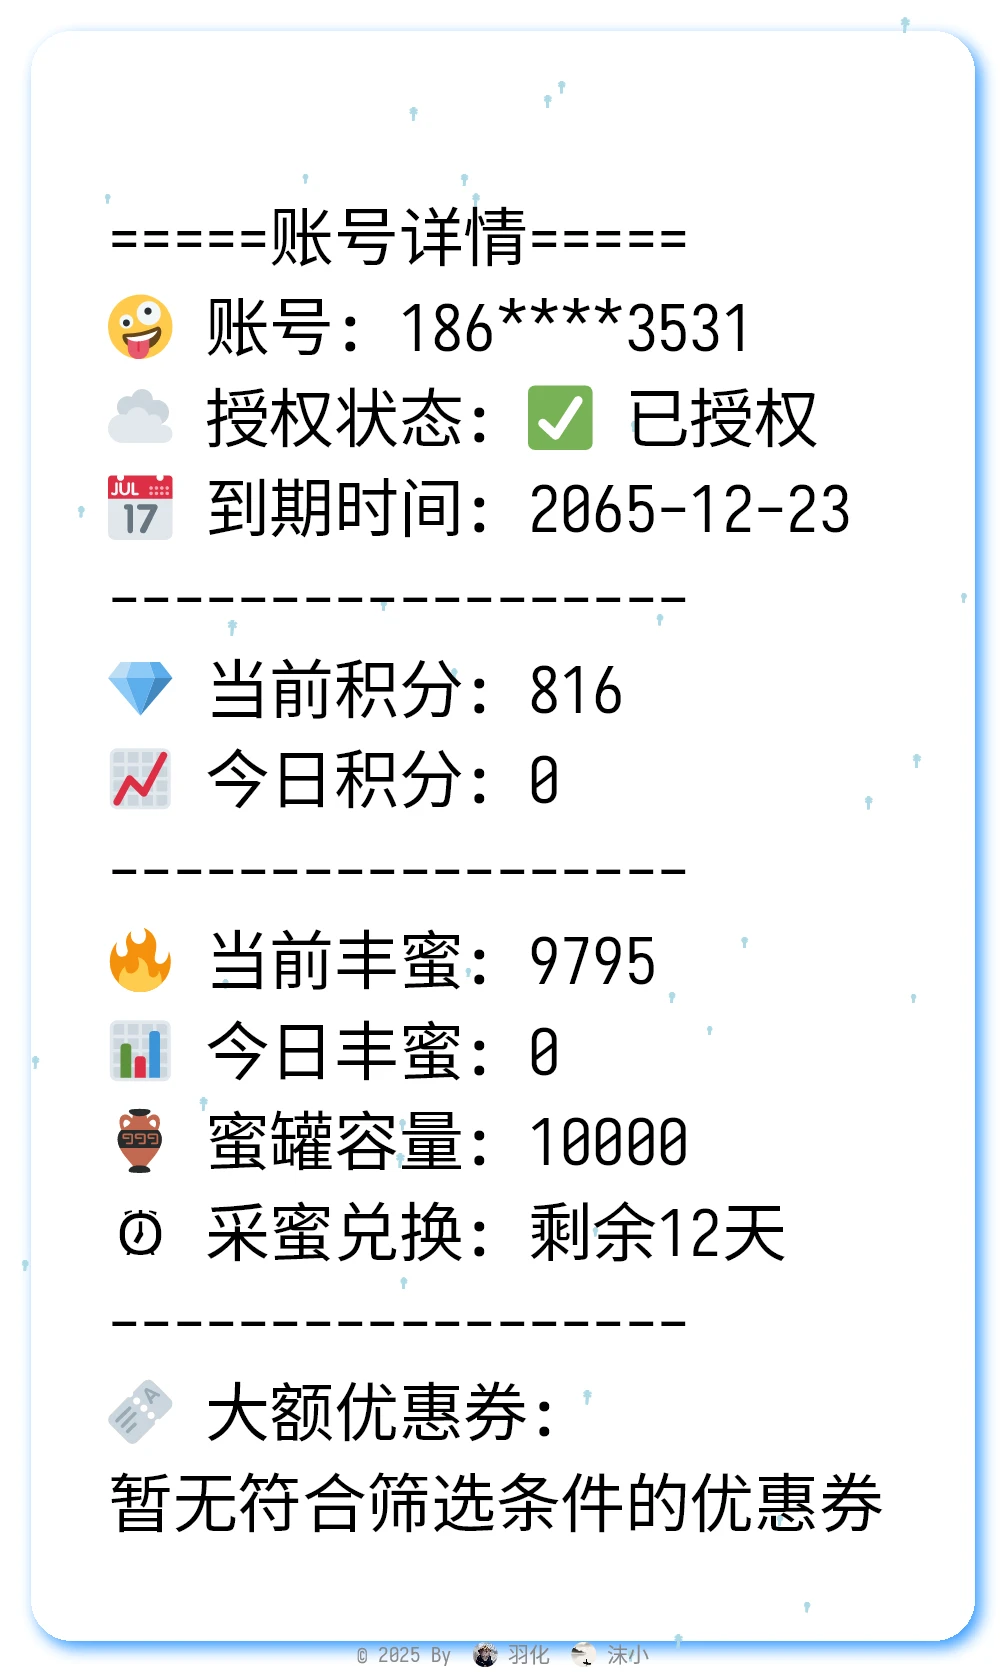 =====账号详情=====
🤪 账号：186****3531
☁️ 授权状态：✅ 已授权
📅 到期时间：2065-12-23
------------------
💎 当前积分：816
📈 今日积分：0
------------------
🔥 当前丰蜜：9795
📊 今日丰蜜：0
🏺 蜜罐容量：10000
⏰ 采蜜兑换：剩余12天
------------------
🎟️ 大额优惠券：
暂无符合筛选条件的优惠券
© 2025 By 羽化 沫小